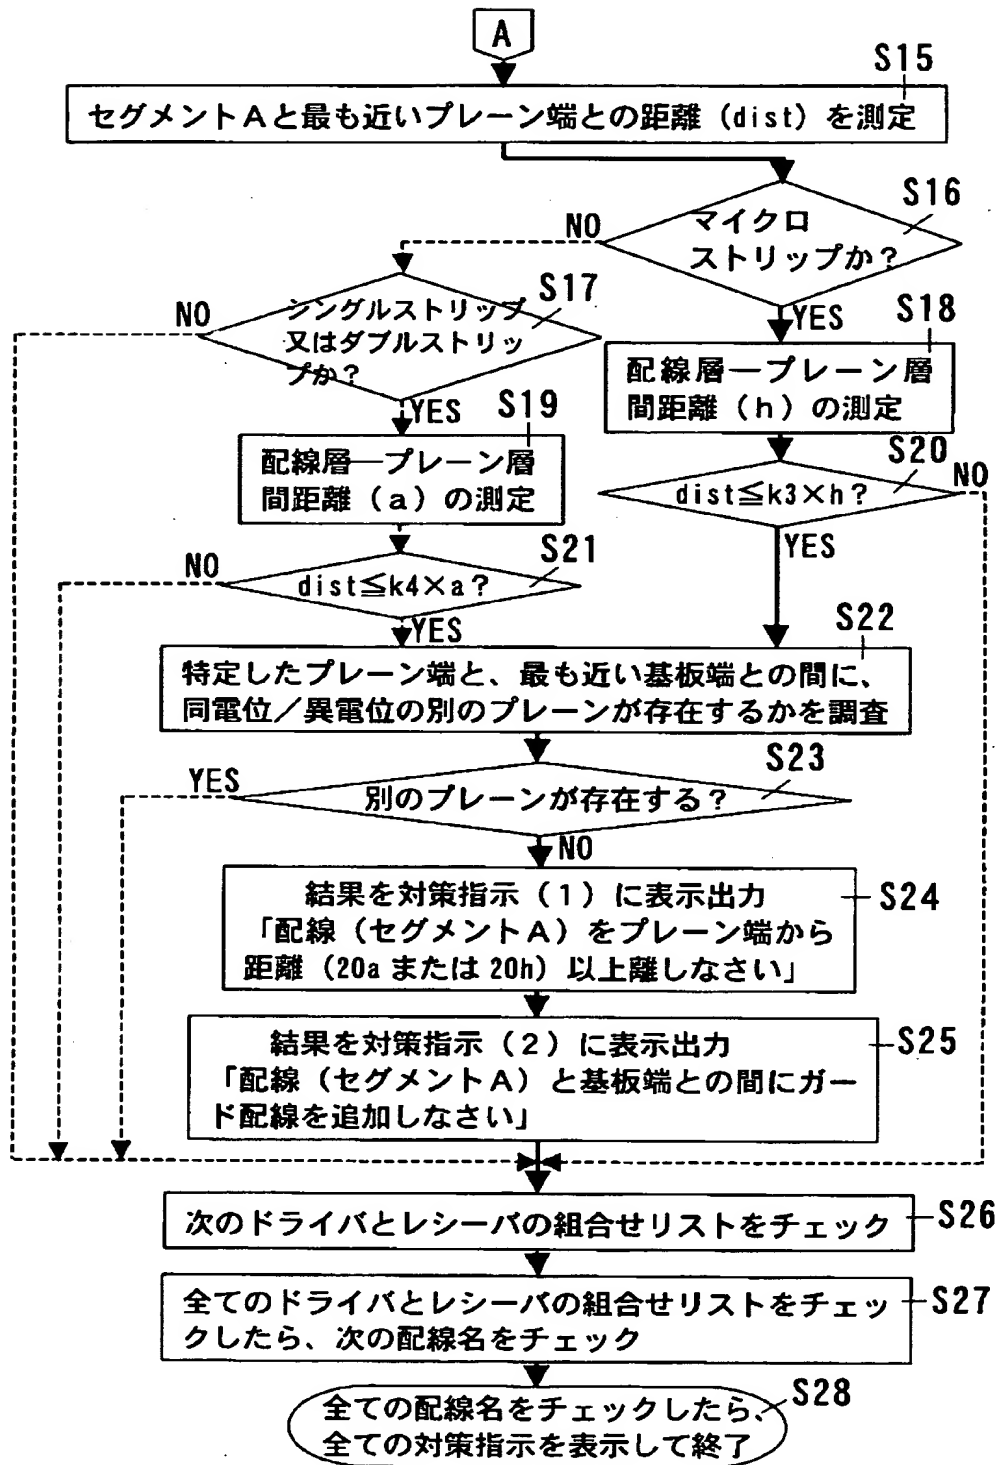 A
S15
セグメントAと最も近いプレーン端との距離(dist)を測定
S16
マイクロ
ストリップか?
NO
YES
S17
シングルストリップ
又はダブルストリッ
プか?
NO
YES
S18
配線層―プレーン層
間距離(h)の測定
S19
配線層―プレーン層
間距離(a)の測定
S20
dist≦k3×h?
NO
YES
S21
dist≦k4×a?
NO
YES
S22
特定したプレーン端と、最も近い基板端との間に、
同電位/異電位の別のプレーンが存在するかを調査
S23
別のプレーンが存在する?
YES
NO
S24
結果を対策指示(1)に表示出力
「配線(セグメントA)をプレーン端から
距離(20aまたは20h)以上離しなさい」
S25
結果を対策指示(2)に表示出力
「配線(セグメントA)と基板端との間にガー
ド配線を追加しなさい」
S26
次のドライバとレシーバの組合せリストをチェック
S27
全てのドライバとレシーバの組合せリストをチェッ
クしたら、次の配線名をチェック
S28
全ての配線名をチェックしたら、
全ての対策指示を表示して終了